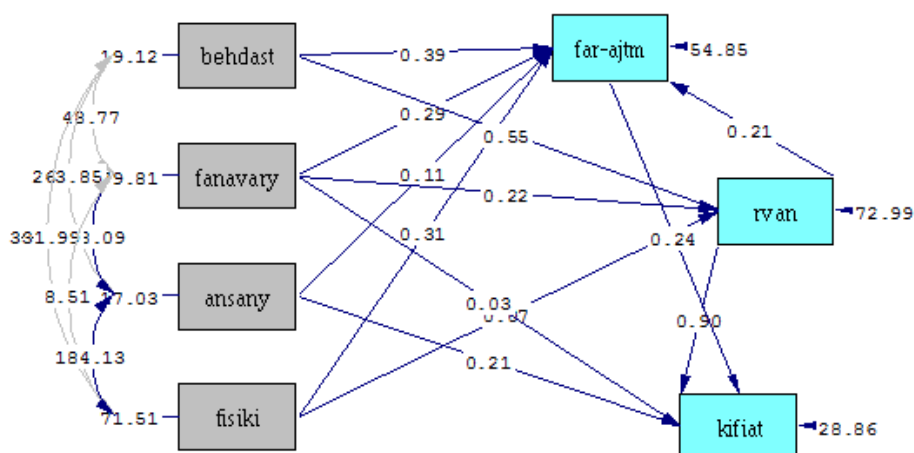 behdast
fanavary
ansany
fisiki
far-ajtm
rvan
kifiat
19.12
48.77
263.85
184.13
71.51
8.51
0.39
0.29
0.55
0.11
0.22
0.31
0.24
0.03
0.21
0.90
0.21
54.85
72.99
28.86